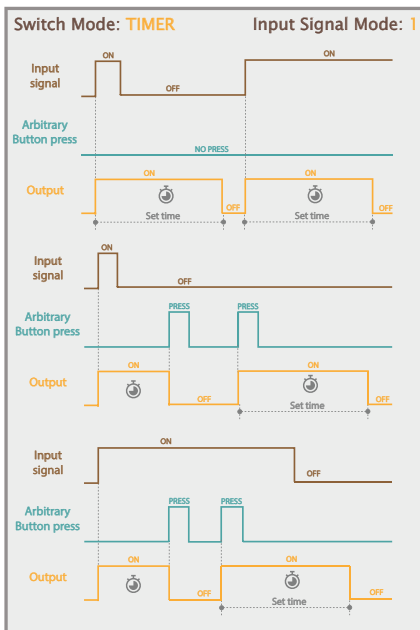 Switch Mode: TIMER Input Signal Mode: 1
ON ON
Input
signal
OFF
Arbitrary
Button press
NO PRESS
ON ON
Output
OFF OFF
Set time Set time
ON
Input
signal
OFF
PRESS PRESS
Arbitrary
Button press
ON ON
Output
OFF OFF
Set time
ON
Input
signal
OFF
PRESS PRESS
Arbitrary
Button press
ON ON
Output
OFF OFF
Set time